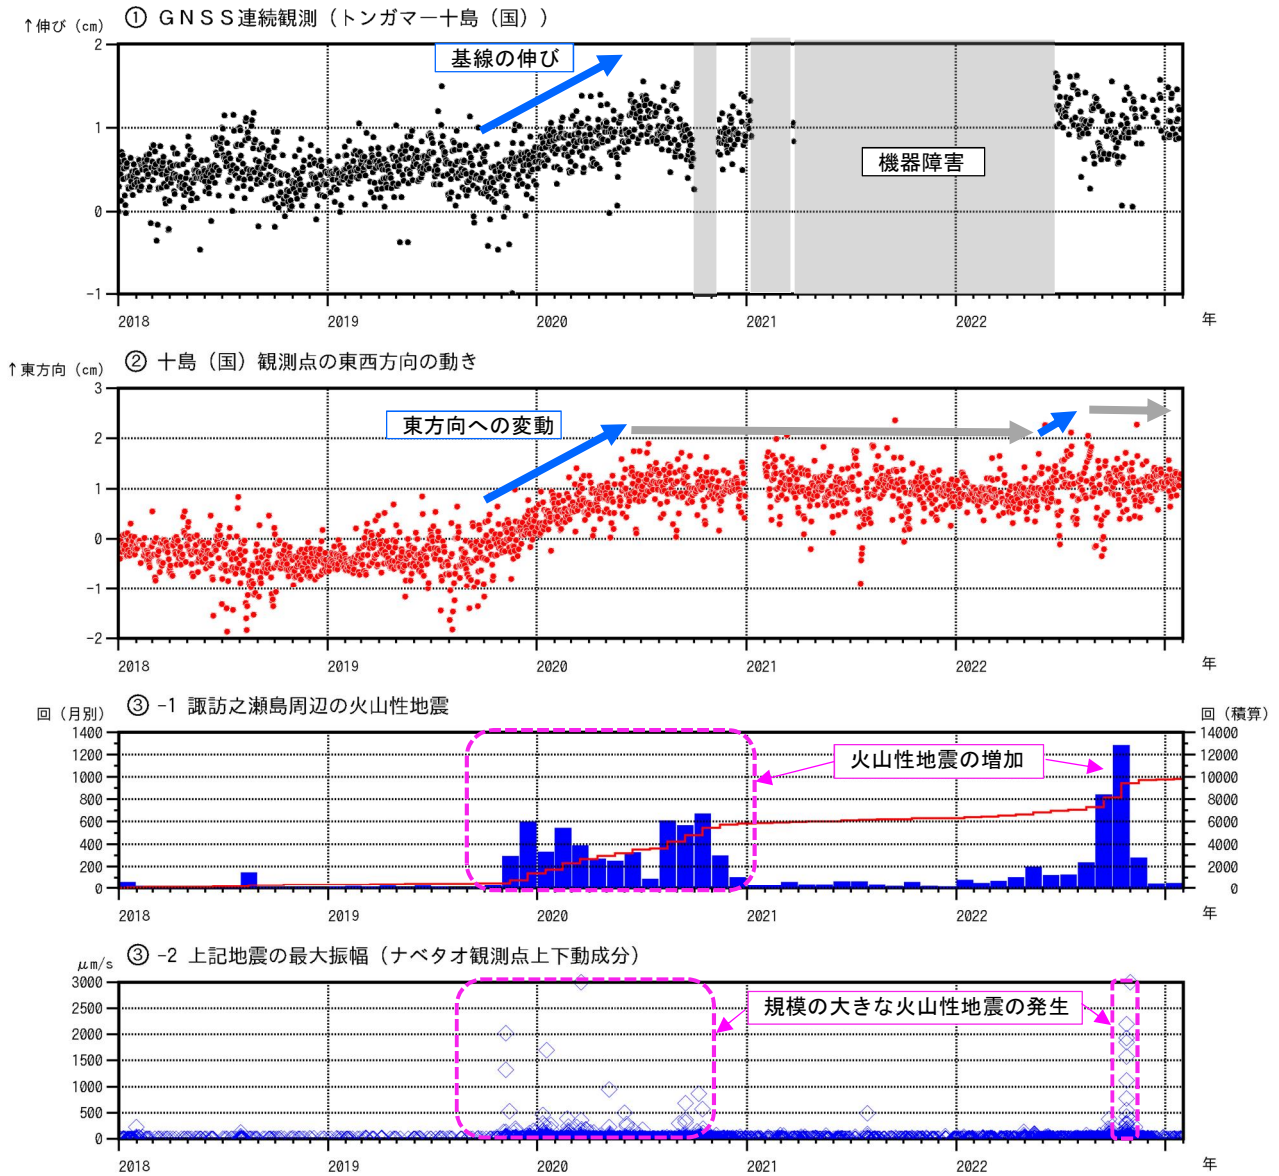 ① GNSS連続観測（トンガマー十島（国））
↑伸び（cm）
基線の伸び
機器障害
2
1
0
-1
2018 2019 2020 2021 2022 年
② 十島（国）観測点の東西方向の動き
↑東方向（cm）
東方向への変動
3
2
1
0
-1
-2
2018 2019 2020 2021 2022 年
③ -1 諏訪之瀬島周辺の火山性地震
回（月別） 回（積算）
火山性地震の増加
1400 14000
1200 12000
1000 10000
800 8000
600 6000
400 4000
200 2000
0 0
2018 2019 2020 2021 2022 年
③ -2 上記地震の最大振幅（ナベタオ観測点上下動成分）
μm/s
規模の大きな火山性地震の発生
3000
2500
2000
1500
1000
500
0
2018 2019 2020 2021 2022 年